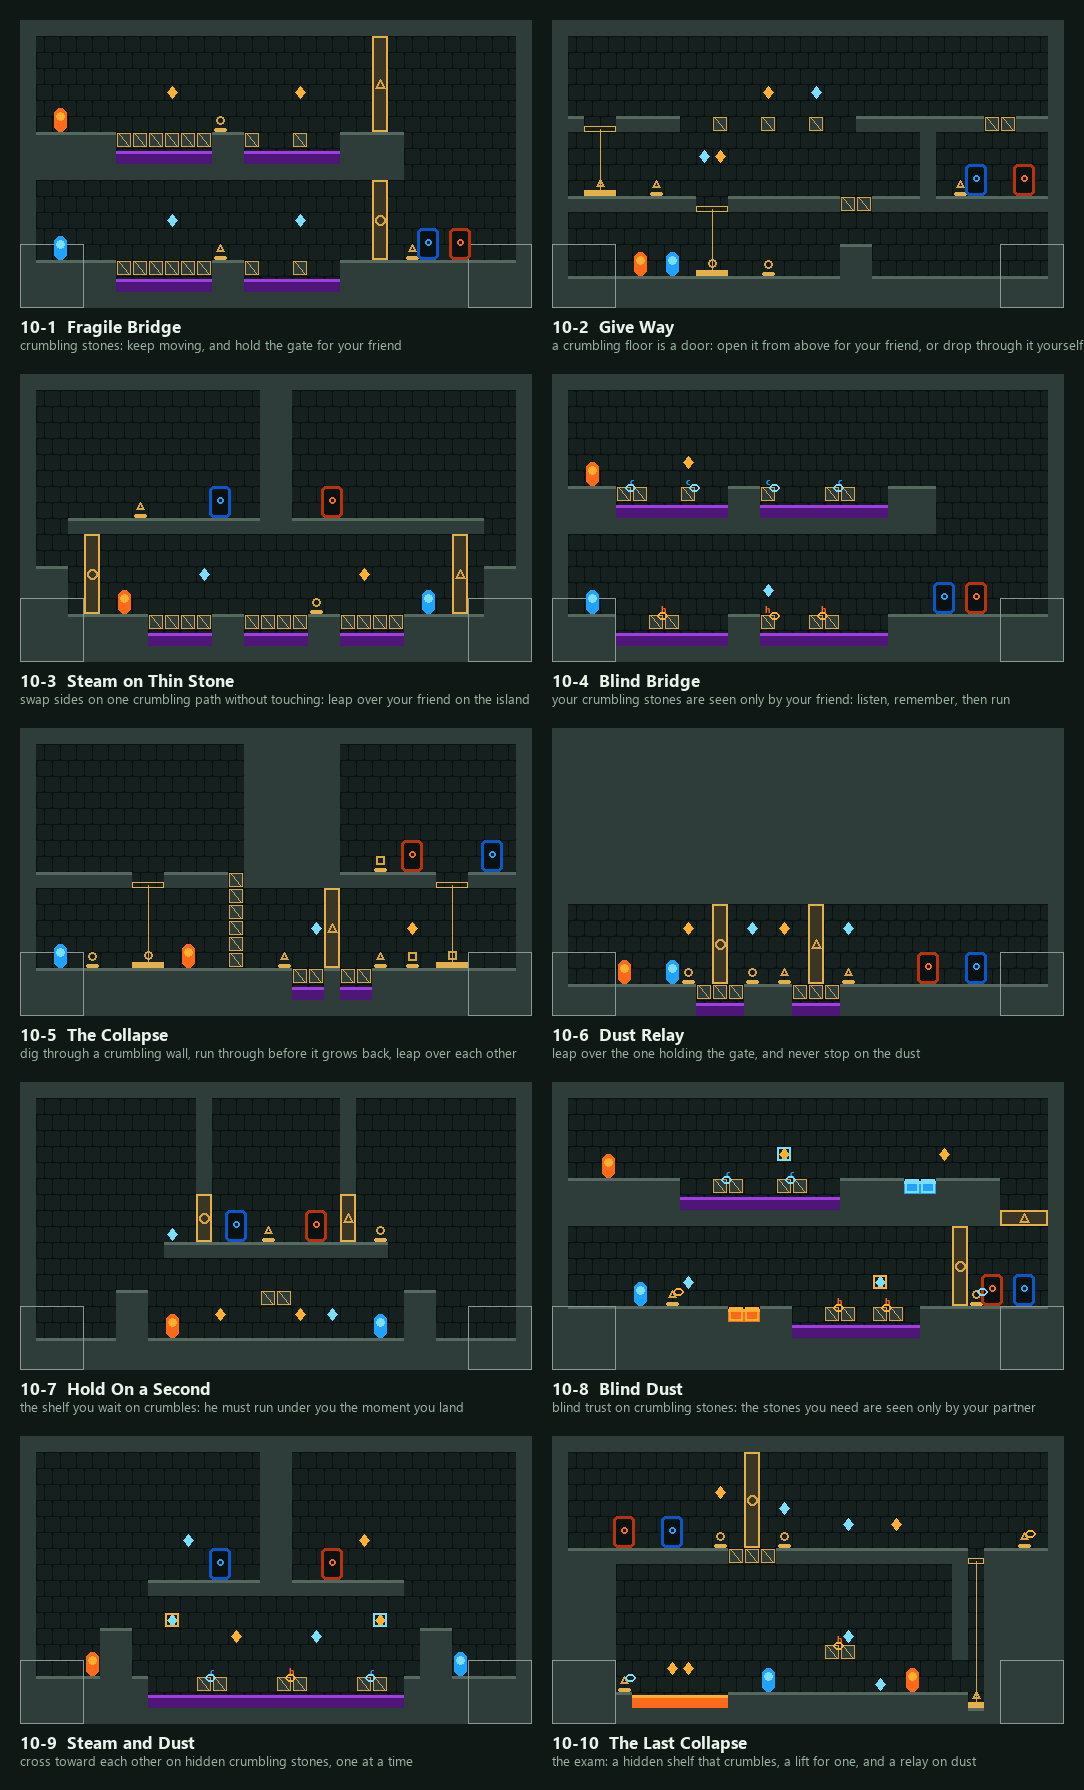 10-1 Fragile Bridge
crumbling stones: keep moving, and hold the gate for your friend
10-2 Give Way
a crumbling floor is a door: open it from above for your friend, or drop through it yourself
10-3 Steam on Thin Stone
swap sides on one crumbling path without touching: leap over your friend on the island
10-4 Blind Bridge
your crumbling stones are seen only by your friend: listen, remember, then run
10-5 The Collapse
dig through a crumbling wall, run through before it grows back, leap over each other
10-6 Dust Relay
leap over the one holding the gate, and never stop on the dust
10-7 Hold On a Second
the shelf you wait on crumbles: he must run under you the moment you land
10-8 Blind Dust
blind trust on crumbling stones: the stones you need are seen only by your partner
10-9 Steam and Dust
cross toward each other on hidden crumbling stones, one at a time
10-10 The Last Collapse
the exam: a hidden shelf that crumbles, a lift for one, and a relay on dust